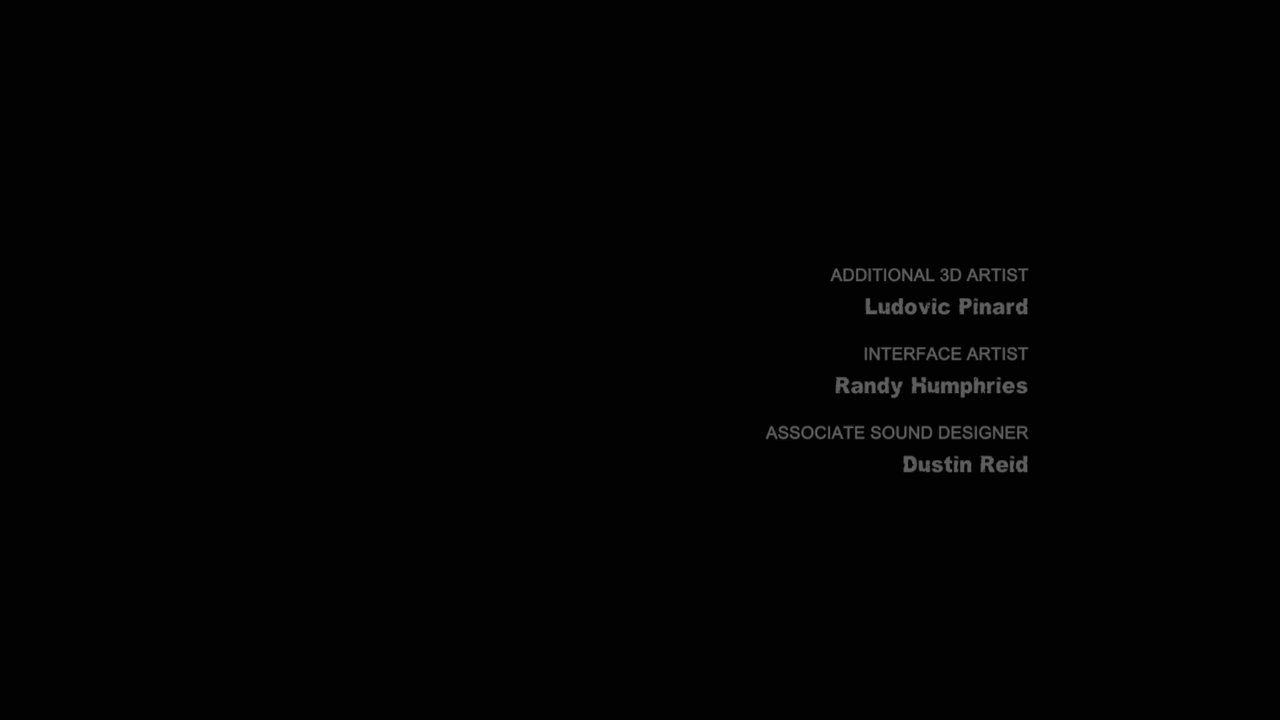 ADDITIONAL 3D ARTIST
Ludovic Pinard
INTERFACE ARTIST
Randy Humphries
ASSOCIATE SOUND DESIGNER
Dustin Reid